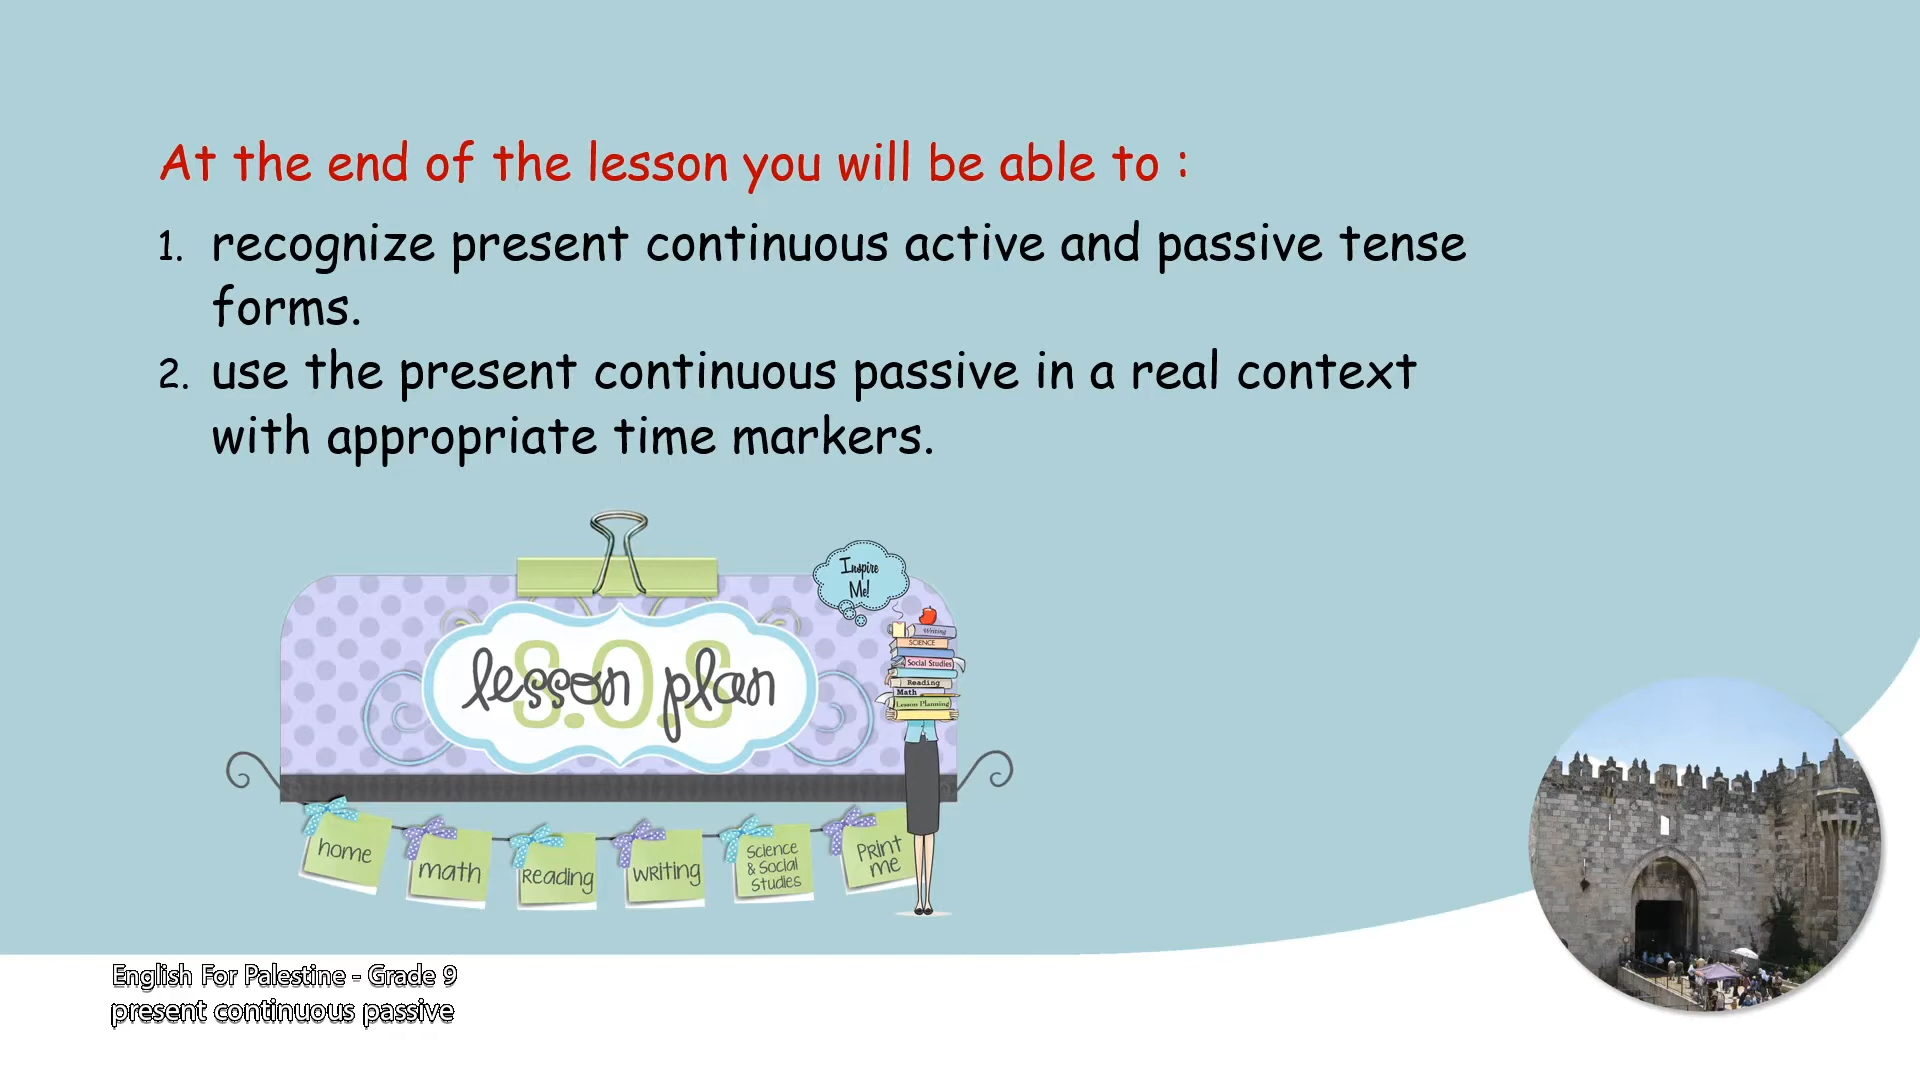 At the end of the lesson you will be able to :
1. recognize present continuous active and passive tense
forms.
2. use the present continuous passive in a real context
with appropriate time markers.
Inspire
Me!
Writing
SCIENCE
Social Studies
Reading
Math
Lesson Planning
S.O.S
lesson plan
home
math
Reading
writing
Science
& Social
Studies
Print
me
English For Palestine - Grade 9
present continuous passive